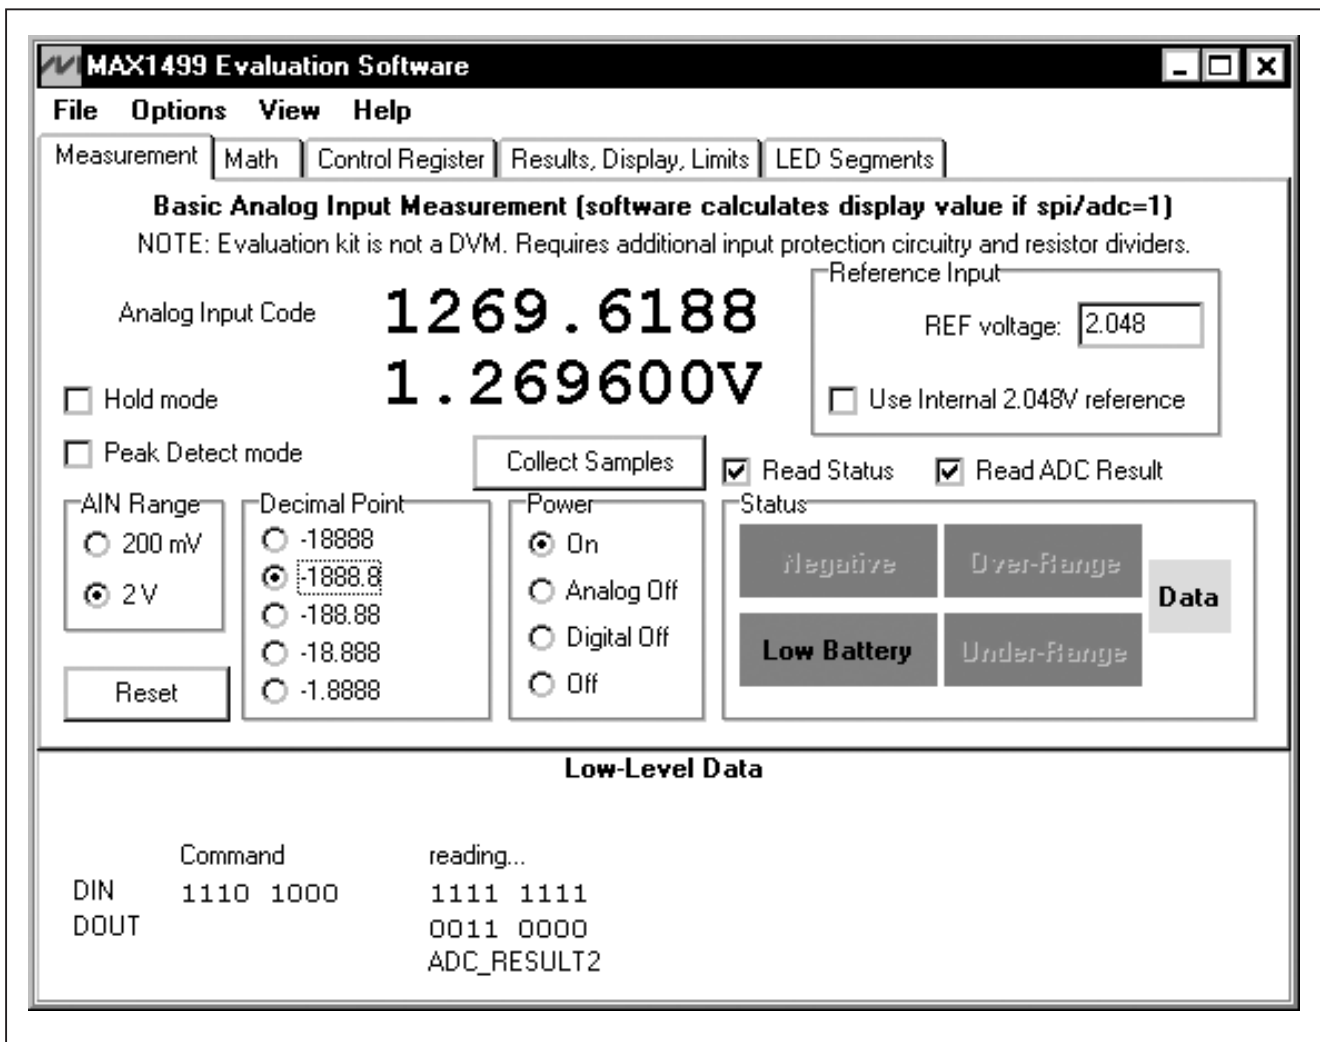 MAX1499 Evaluation Software
File Options View Help
Measurement Math Control Register Results, Display, Limits LED Segments
Basic Analog Input Measurement (software calculates display value if spi/adc=1)
NOTE: Evaluation kit is not a DVM. Requires additional input protection circuitry and resistor dividers.
Analog Input Code 1269.6188
1.269600V
Reference Input
REF voltage: 2.048
Use Internal 2.048V reference
Hold mode
Peak Detect mode
Collect Samples
Read Status Read ADC Result
AIN Range
200 mV
2 V
Reset
Decimal Point
-18888
-1888.8
-188.88
-18.888
-1.8888
Power
On
Analog Off
Digital Off
Off
Status
Negative Over-Range
Low Battery Under-Range
Data
Low-Level Data
Command reading...
DIN 1110 1000 1111 1111
DOUT 0011 0000
ADC_RESULT2